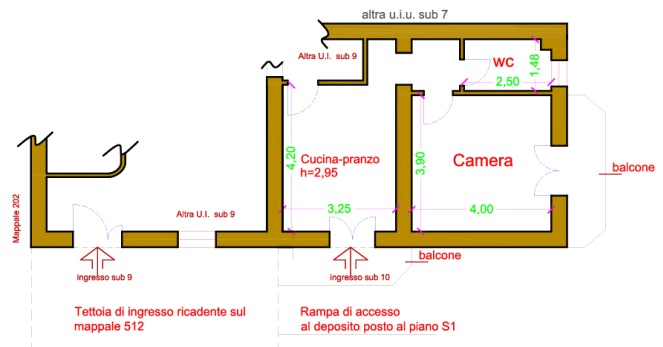 altra u.i.u. sub 7
Altra U.I. sub 9
WC
1,48
2,50
4,20
Cucina-pranzo
h=2,95
3,90
Camera
balcone
3,25
4,00
Mappale 202
Altra U.I. sub 9
balcone
ingresso sub 9
ingresso sub 10
Tettoia di ingresso ricadente sul
mappale 512
Rampa di accesso
al deposito posto al piano S1